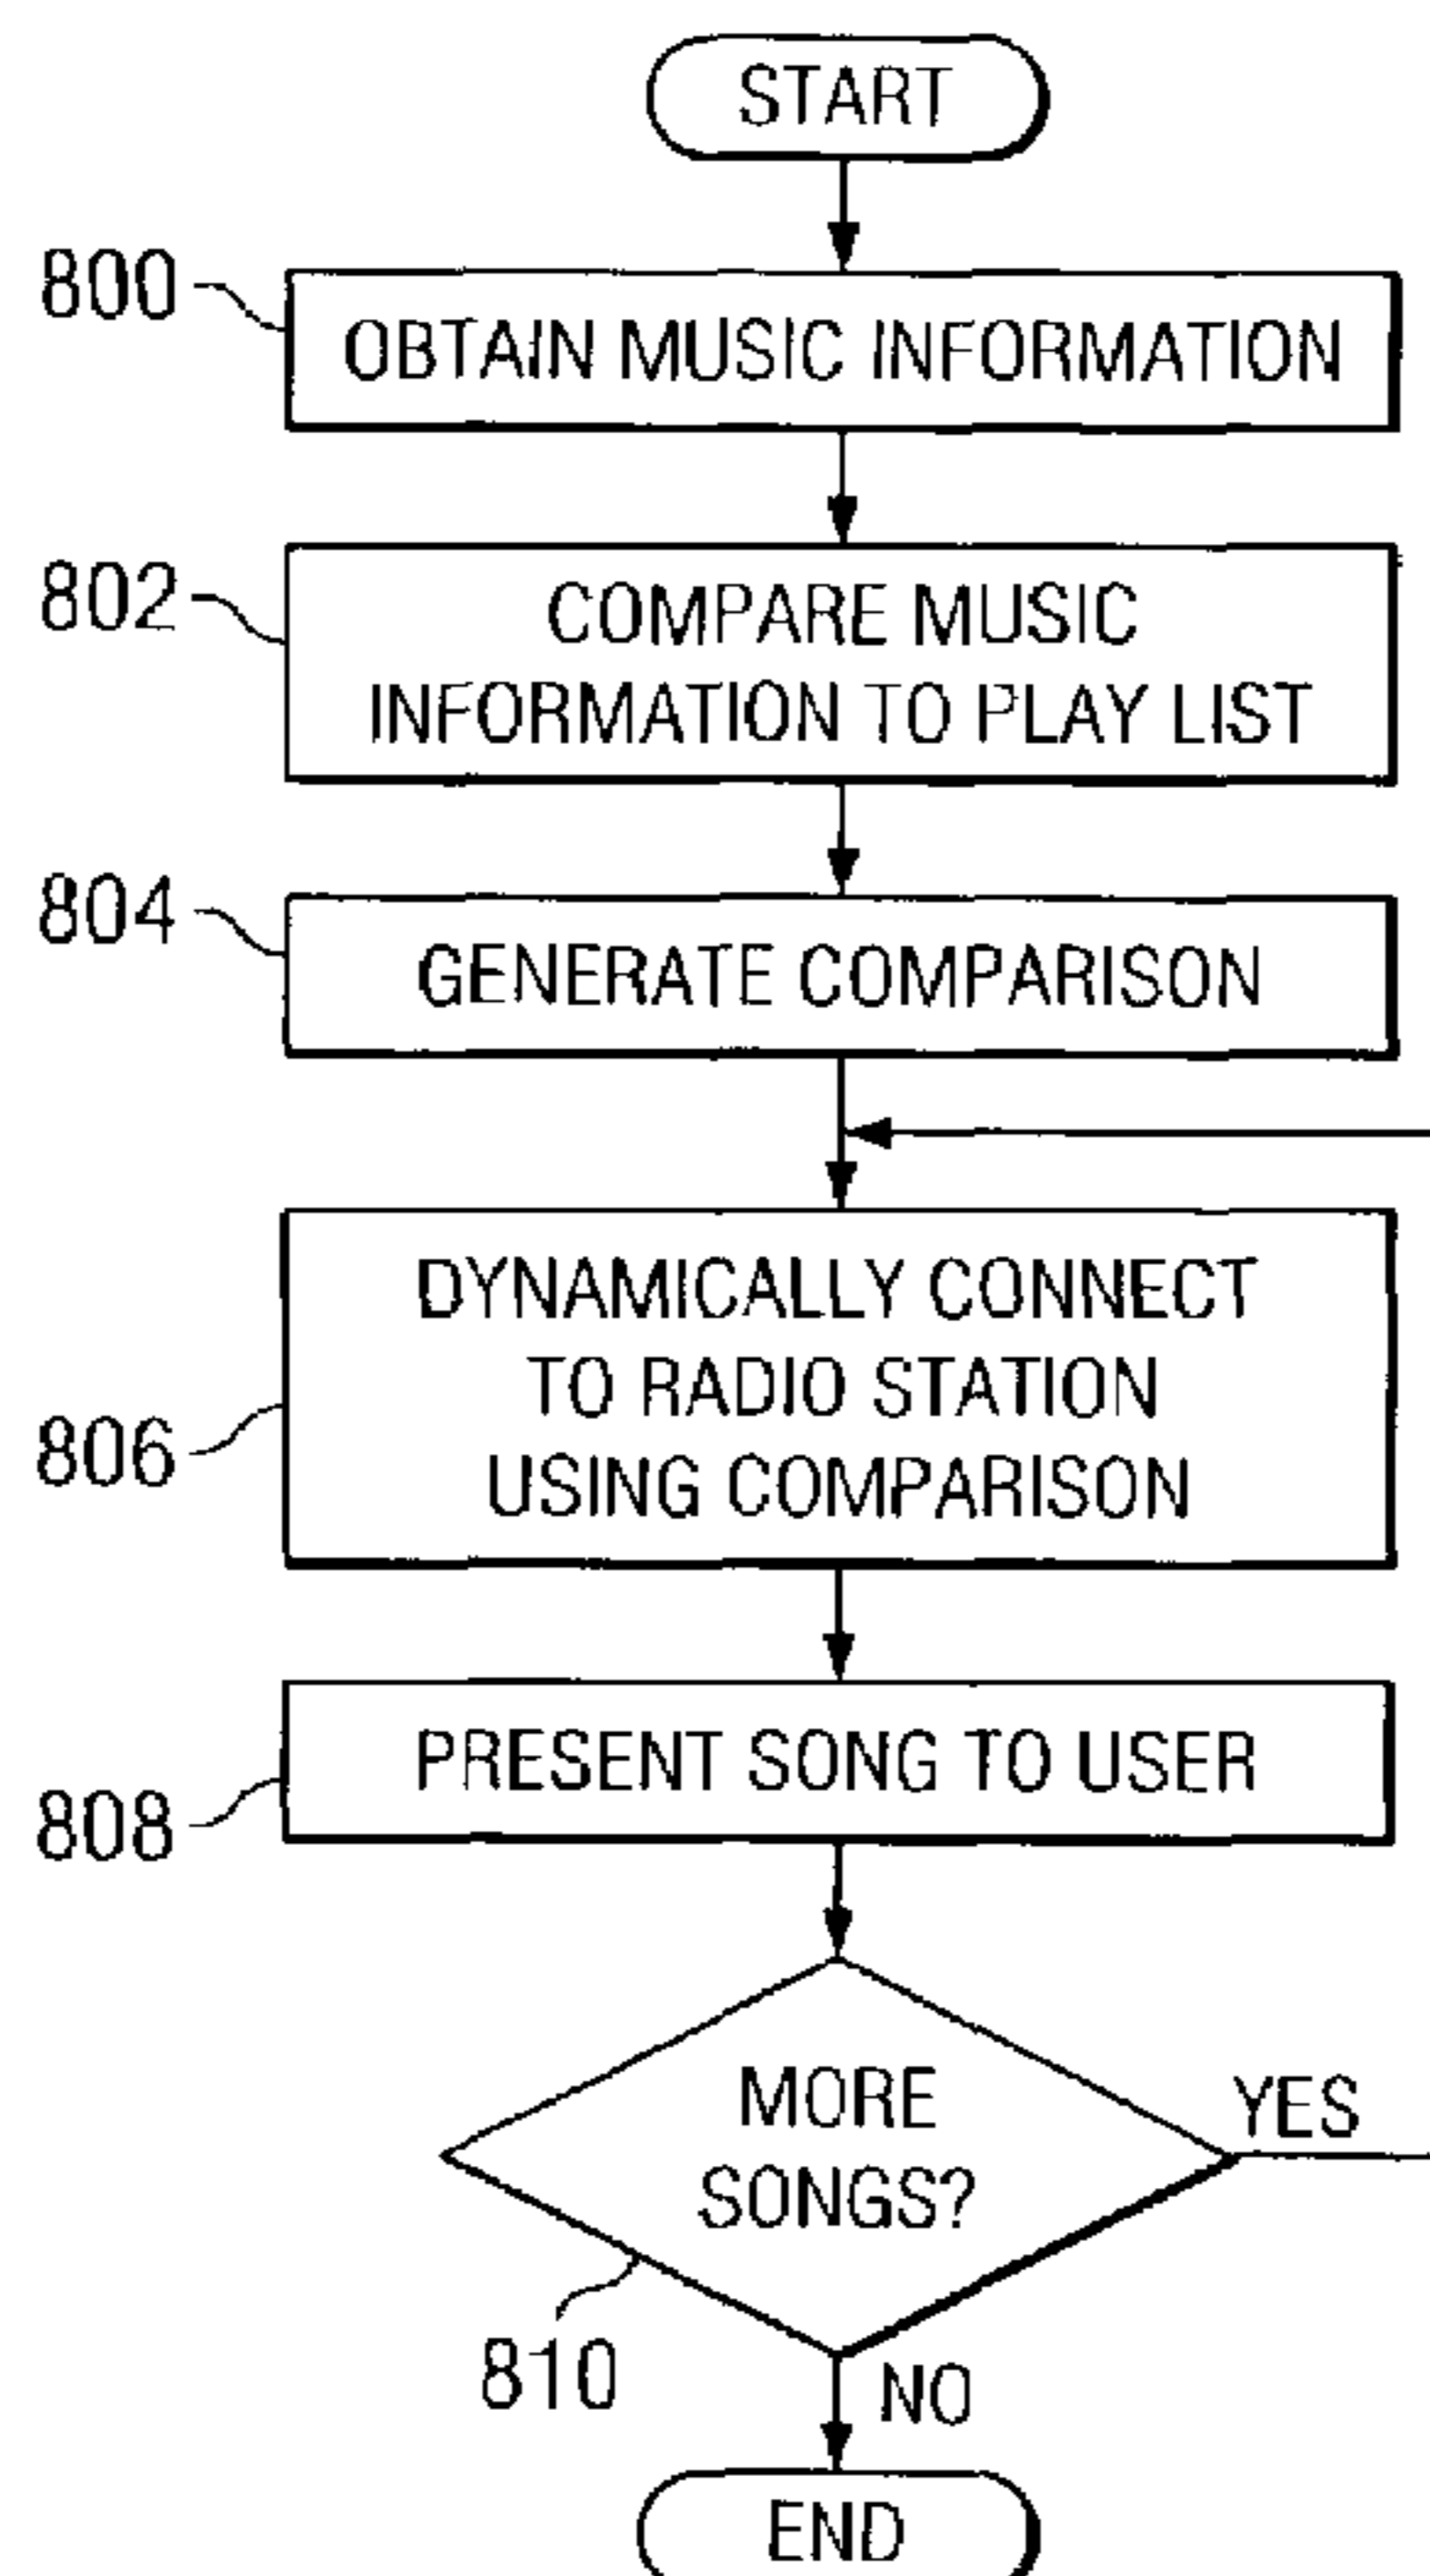 START
800
OBTAIN MUSIC INFORMATION
802
COMPARE MUSIC
INFORMATION TO PLAY LIST
804
GENERATE COMPARISON
DYNAMICALLY CONNECT
TO RADIO STATION
USING COMPARISON
806
PRESENT SONG TO USER
808
MORE
SONGS?
YES
810
NO
END